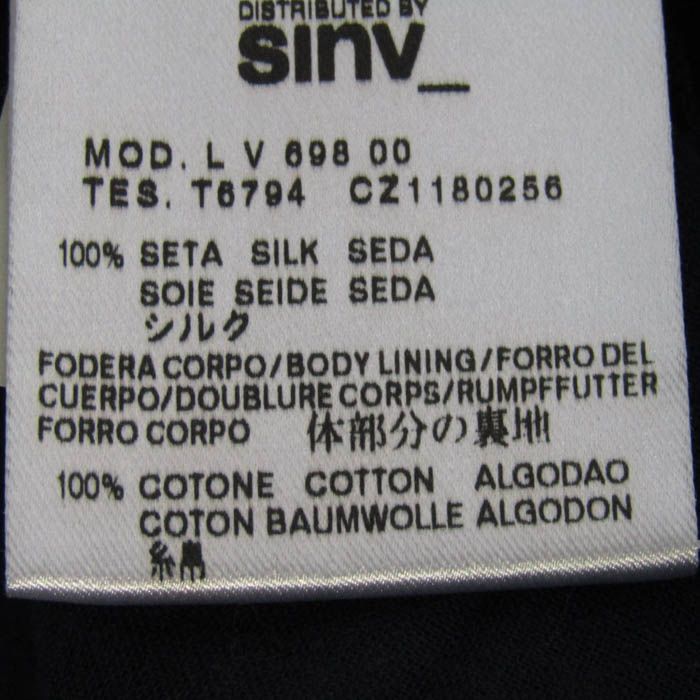 DISTRIBUTED BY
sinv_
MOD. L V 698 00
TES. T6794 CZ1180256
100% SETA SILK SEDA
SOIE SEIDE SEDA
シルク
FODERA CORPO/BODY LINING/FORRO DEL
CUERPO/DOUBLURE CORPS/RUMPFFUTTER
FORRO CORPO 体部分の裏地
100% COTONE COTTON ALGODAO
COTON BAUMWOLLE ALGODON